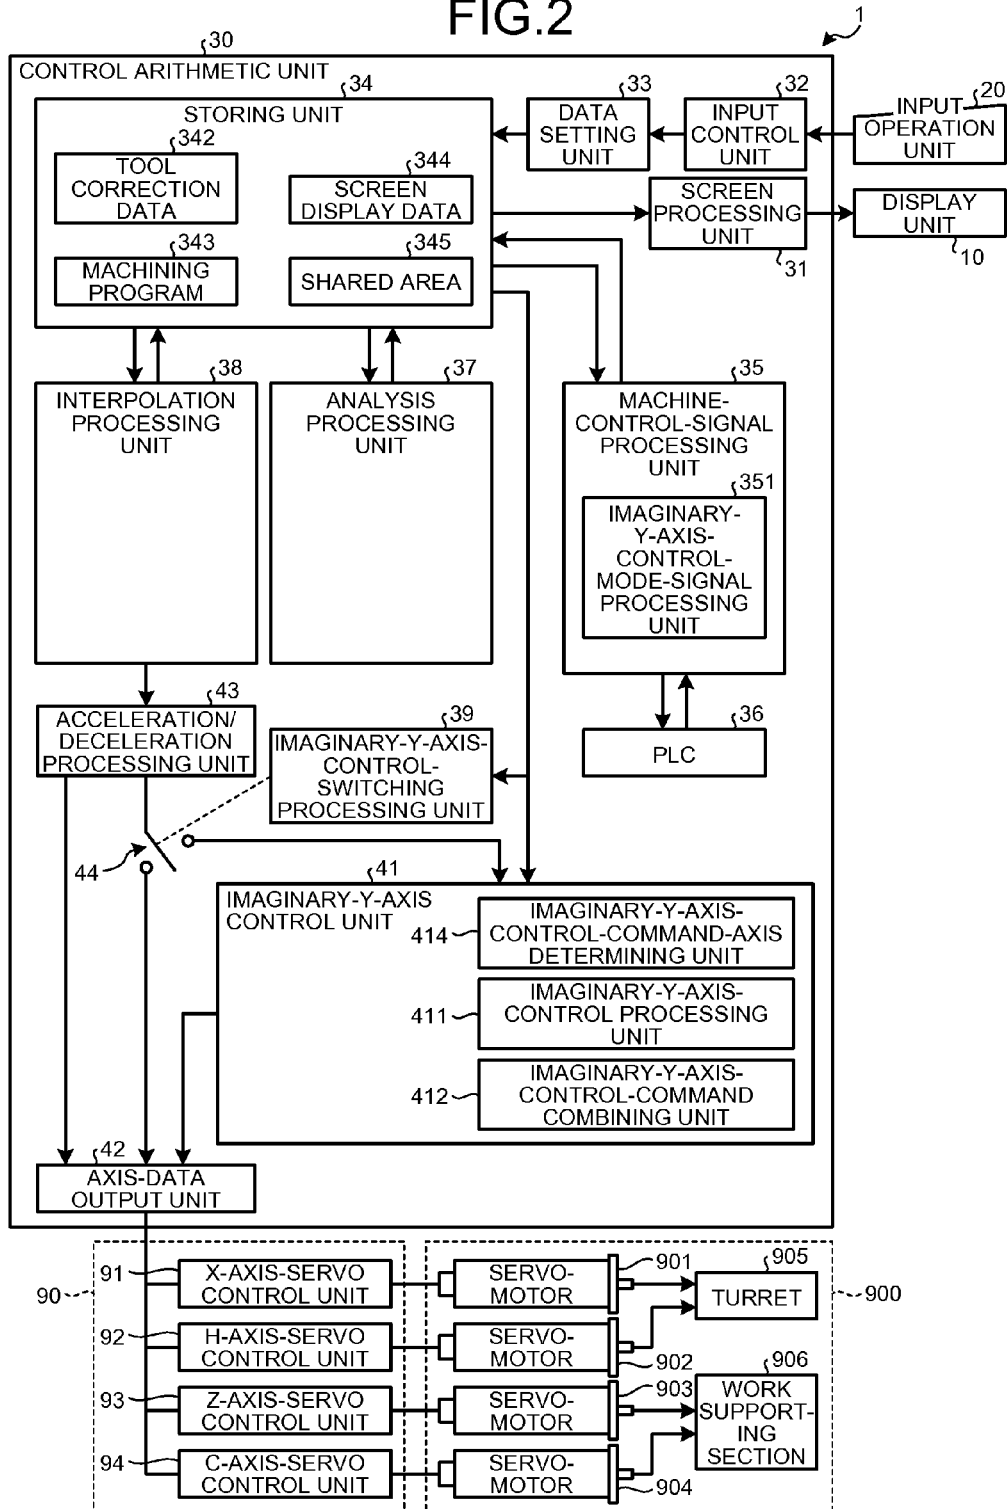 FIG.2
1
30
CONTROL ARITHMETIC UNIT
34
STORING UNIT
342
TOOL
CORRECTION
DATA
344
SCREEN
DISPLAY DATA
343
MACHINING
PROGRAM
345
SHARED AREA
33
DATA
SETTING
UNIT
32
INPUT
CONTROL
UNIT
20
INPUT
OPERATION
UNIT
SCREEN
PROCESSING
UNIT
31
DISPLAY
UNIT
10
38
INTERPOLATION
PROCESSING
UNIT
37
ANALYSIS
PROCESSING
UNIT
35
MACHINE-
CONTROL-SIGNAL
PROCESSING
UNIT
351
IMAGINARY-
Y-AXIS-
CONTROL-
MODE-SIGNAL
PROCESSING
UNIT
43
ACCELERATION/
DECELERATION
PROCESSING UNIT
39
IMAGINARY-Y-AXIS-
CONTROL-
SWITCHING
PROCESSING UNIT
36
PLC
44
41
IMAGINARY-Y-AXIS
CONTROL UNIT
414
IMAGINARY-Y-AXIS-
CONTROL-COMMAND-AXIS
DETERMINING UNIT
411
IMAGINARY-Y-AXIS-
CONTROL PROCESSING
UNIT
412
IMAGINARY-Y-AXIS-
CONTROL-COMMAND
COMBINING UNIT
42
AXIS-DATA
OUTPUT UNIT
90
91
X-AXIS-SERVO
CONTROL UNIT
SERVO-
MOTOR
901
905
TURRET
900
92
H-AXIS-SERVO
CONTROL UNIT
SERVO-
MOTOR
902
93
Z-AXIS-SERVO
CONTROL UNIT
SERVO-
MOTOR
903
906
WORK
SUPPORT-
ING
SECTION
94
C-AXIS-SERVO
CONTROL UNIT
SERVO-
MOTOR
904